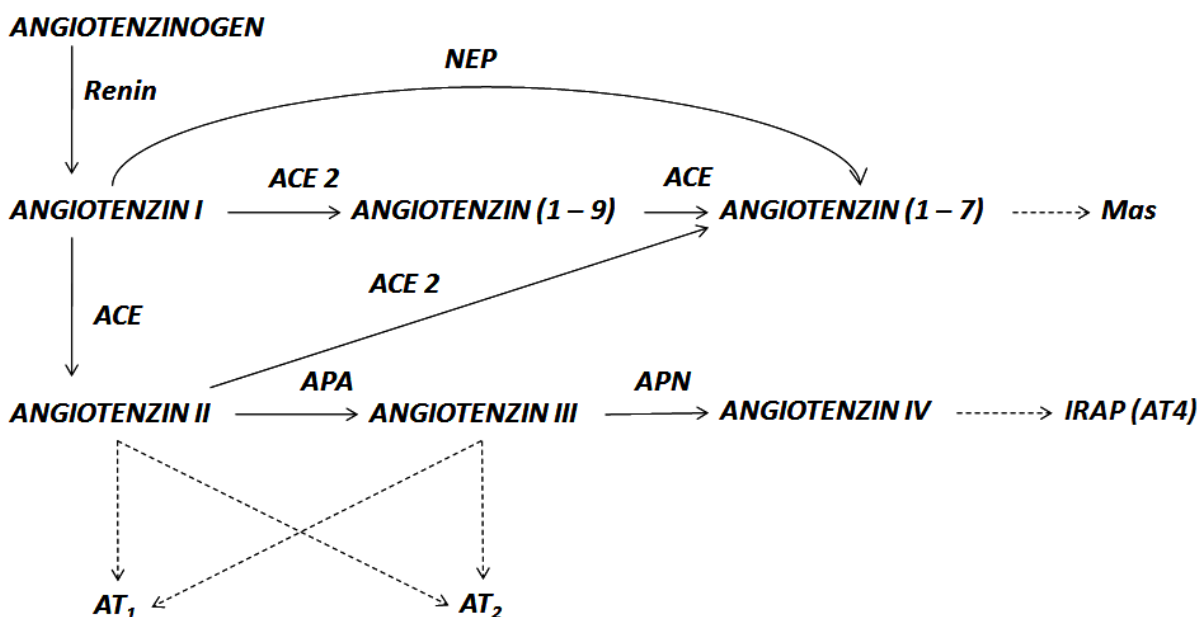 ANGIOTENZINOGEN
NEP
Renin
ACE 2
ACE
ANGIOTENZIN I
ANGIOTENZIN (1 – 9)
ANGIOTENZIN (1 – 7)
Mas
ACE 2
ACE
APA
APN
ANGIOTENZIN II
ANGIOTENZIN III
ANGIOTENZIN IV
IRAP (AT4)
AT₁
AT₂